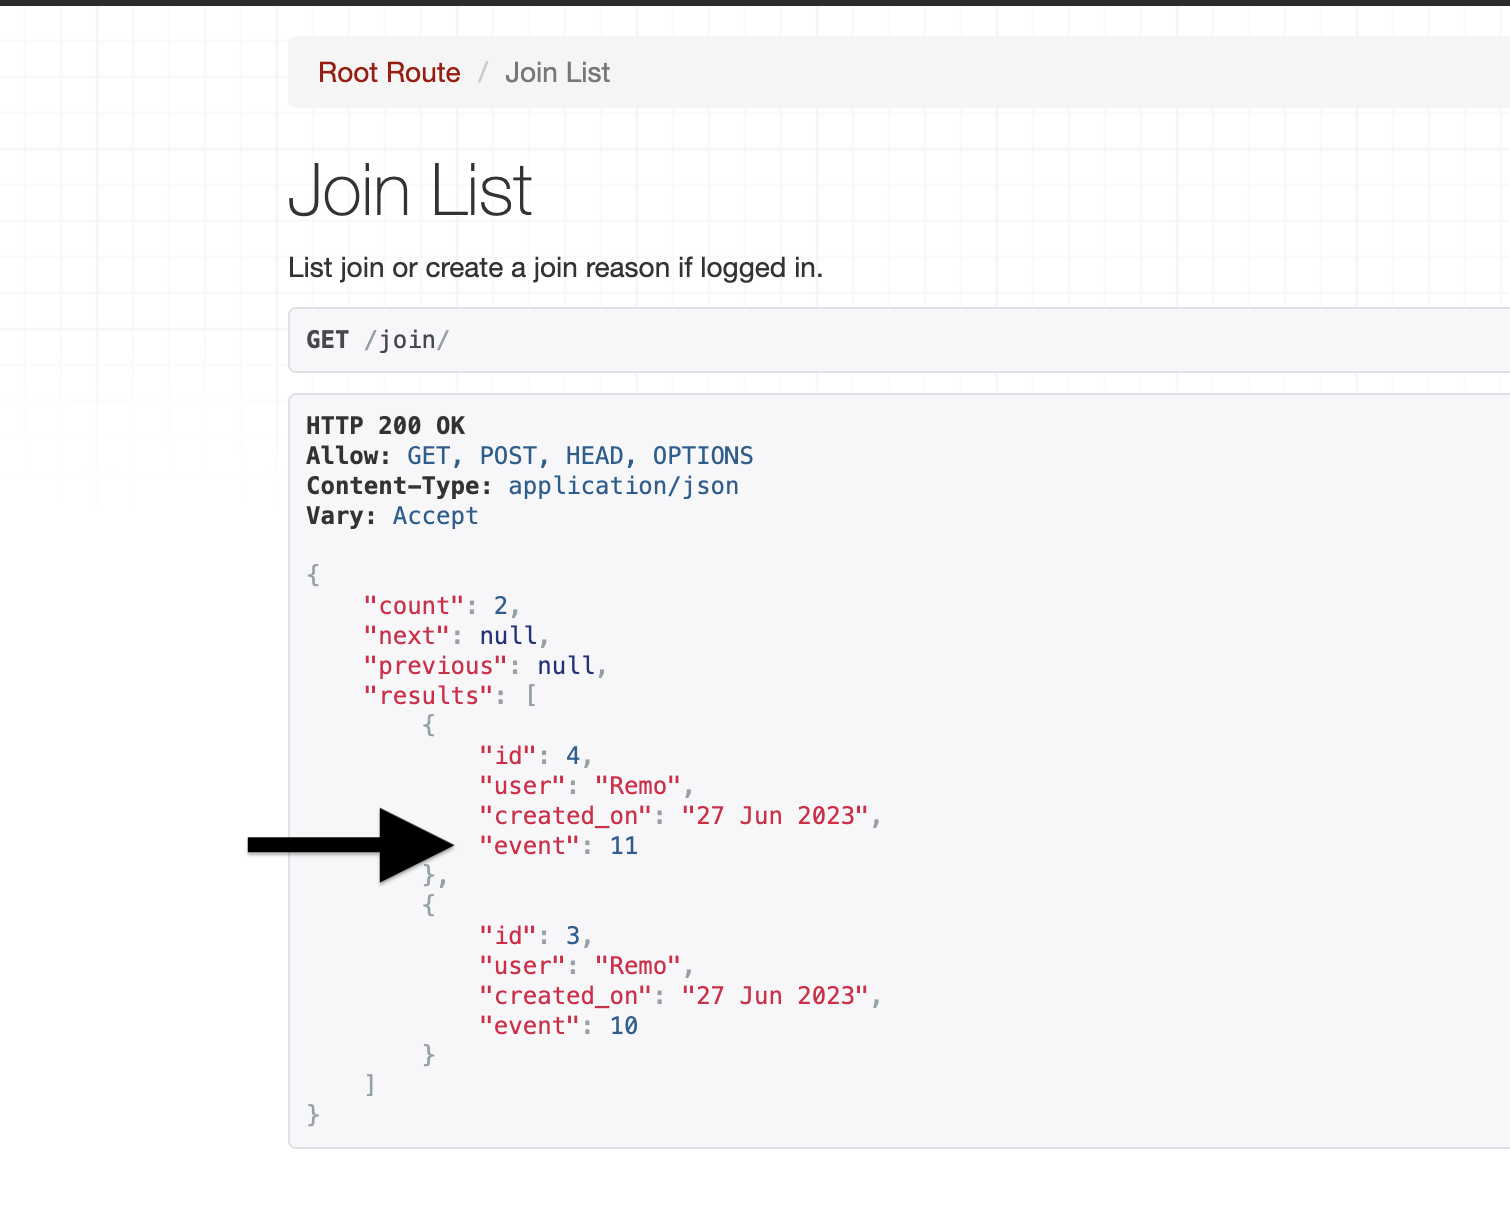 Root Route / Join List
Join List
List join or create a join reason if logged in.
GET /join/
HTTP 200 OK
Allow: GET, POST, HEAD, OPTIONS
Content-Type: application/json
Vary: Accept
{
    "count": 2,
    "next": null,
    "previous": null,
    "results": [
        {
            "id": 4,
            "user": "Remo",
            "created_on": "27 Jun 2023",
            "event": 11
        },
        {
            "id": 3,
            "user": "Remo",
            "created_on": "27 Jun 2023",
            "event": 10
        }
    ]
}